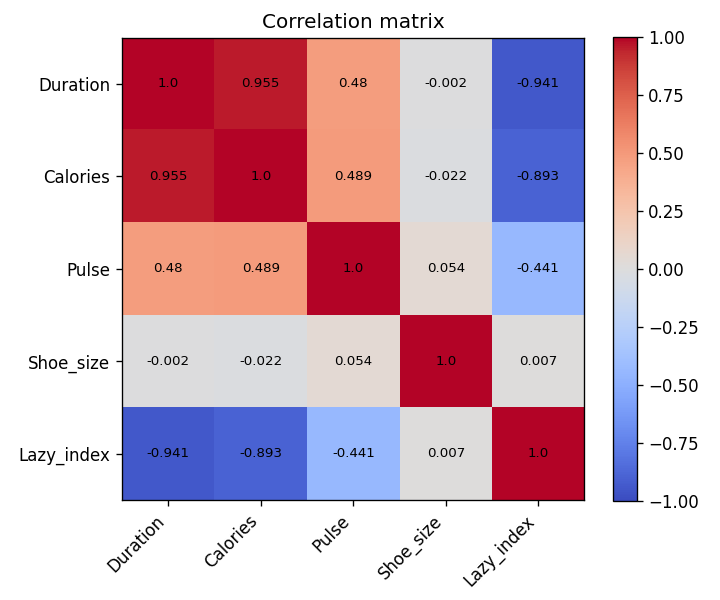 Correlation matrix
Duration 1.0 0.955 0.48 -0.002 -0.941
Calories 0.955 1.0 0.489 -0.022 -0.893
Pulse 0.48 0.489 1.0 0.054 -0.441
Shoe_size -0.002 -0.022 0.054 1.0 0.007
Lazy_index -0.941 -0.893 -0.441 0.007 1.0
Duration Calories Pulse Shoe_size Lazy_index
1.00
0.75
0.50
0.25
0.00
−0.25
−0.50
−0.75
−1.00